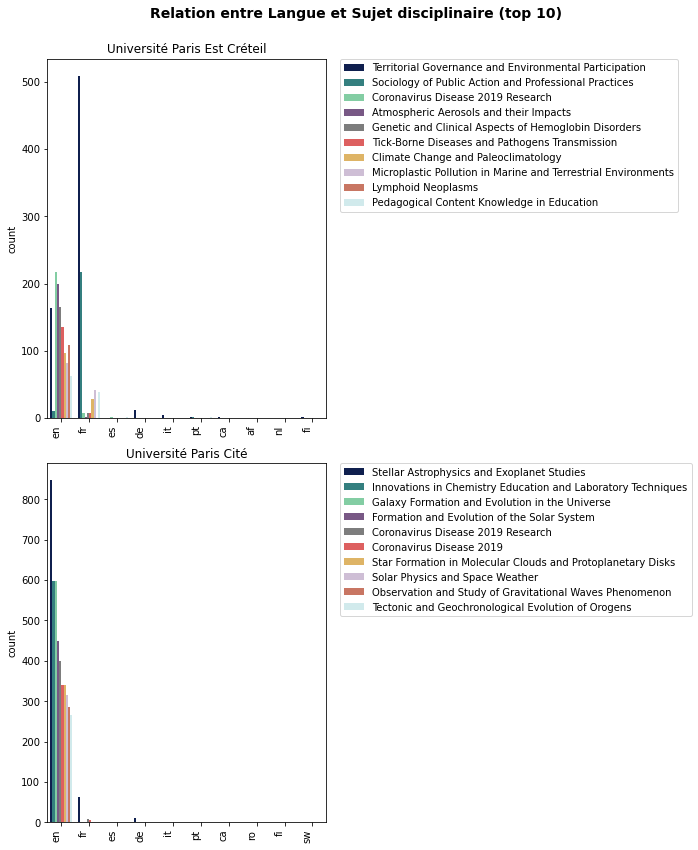 Relation entre Langue et Sujet disciplinaire (top 10)
Université Paris Est Créteil
Territorial Governance and Environmental Participation
Sociology of Public Action and Professional Practices
Coronavirus Disease 2019 Research
Atmospheric Aerosols and their Impacts
Genetic and Clinical Aspects of Hemoglobin Disorders
Tick-Borne Diseases and Pathogens Transmission
Climate Change and Paleoclimatology
Microplastic Pollution in Marine and Terrestrial Environments
Lymphoid Neoplasms
Pedagogical Content Knowledge in Education
500
400
300
200
100
0
count
en
fr
es
de
it
pt
ca
af
nl
fi
Université Paris Cité
Stellar Astrophysics and Exoplanet Studies
Innovations in Chemistry Education and Laboratory Techniques
Galaxy Formation and Evolution in the Universe
Formation and Evolution of the Solar System
Coronavirus Disease 2019 Research
Coronavirus Disease 2019
Star Formation in Molecular Clouds and Protoplanetary Disks
Solar Physics and Space Weather
Observation and Study of Gravitational Waves Phenomenon
Tectonic and Geochronological Evolution of Orogens
800
700
600
500
400
300
200
100
0
count
en
fr
es
de
it
pt
ca
ro
fi
sw